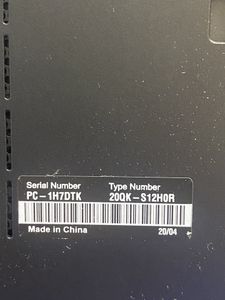 Serial Number Type Number
PC-1H7DTK 20QK-S12H0R
Made in China 20/04